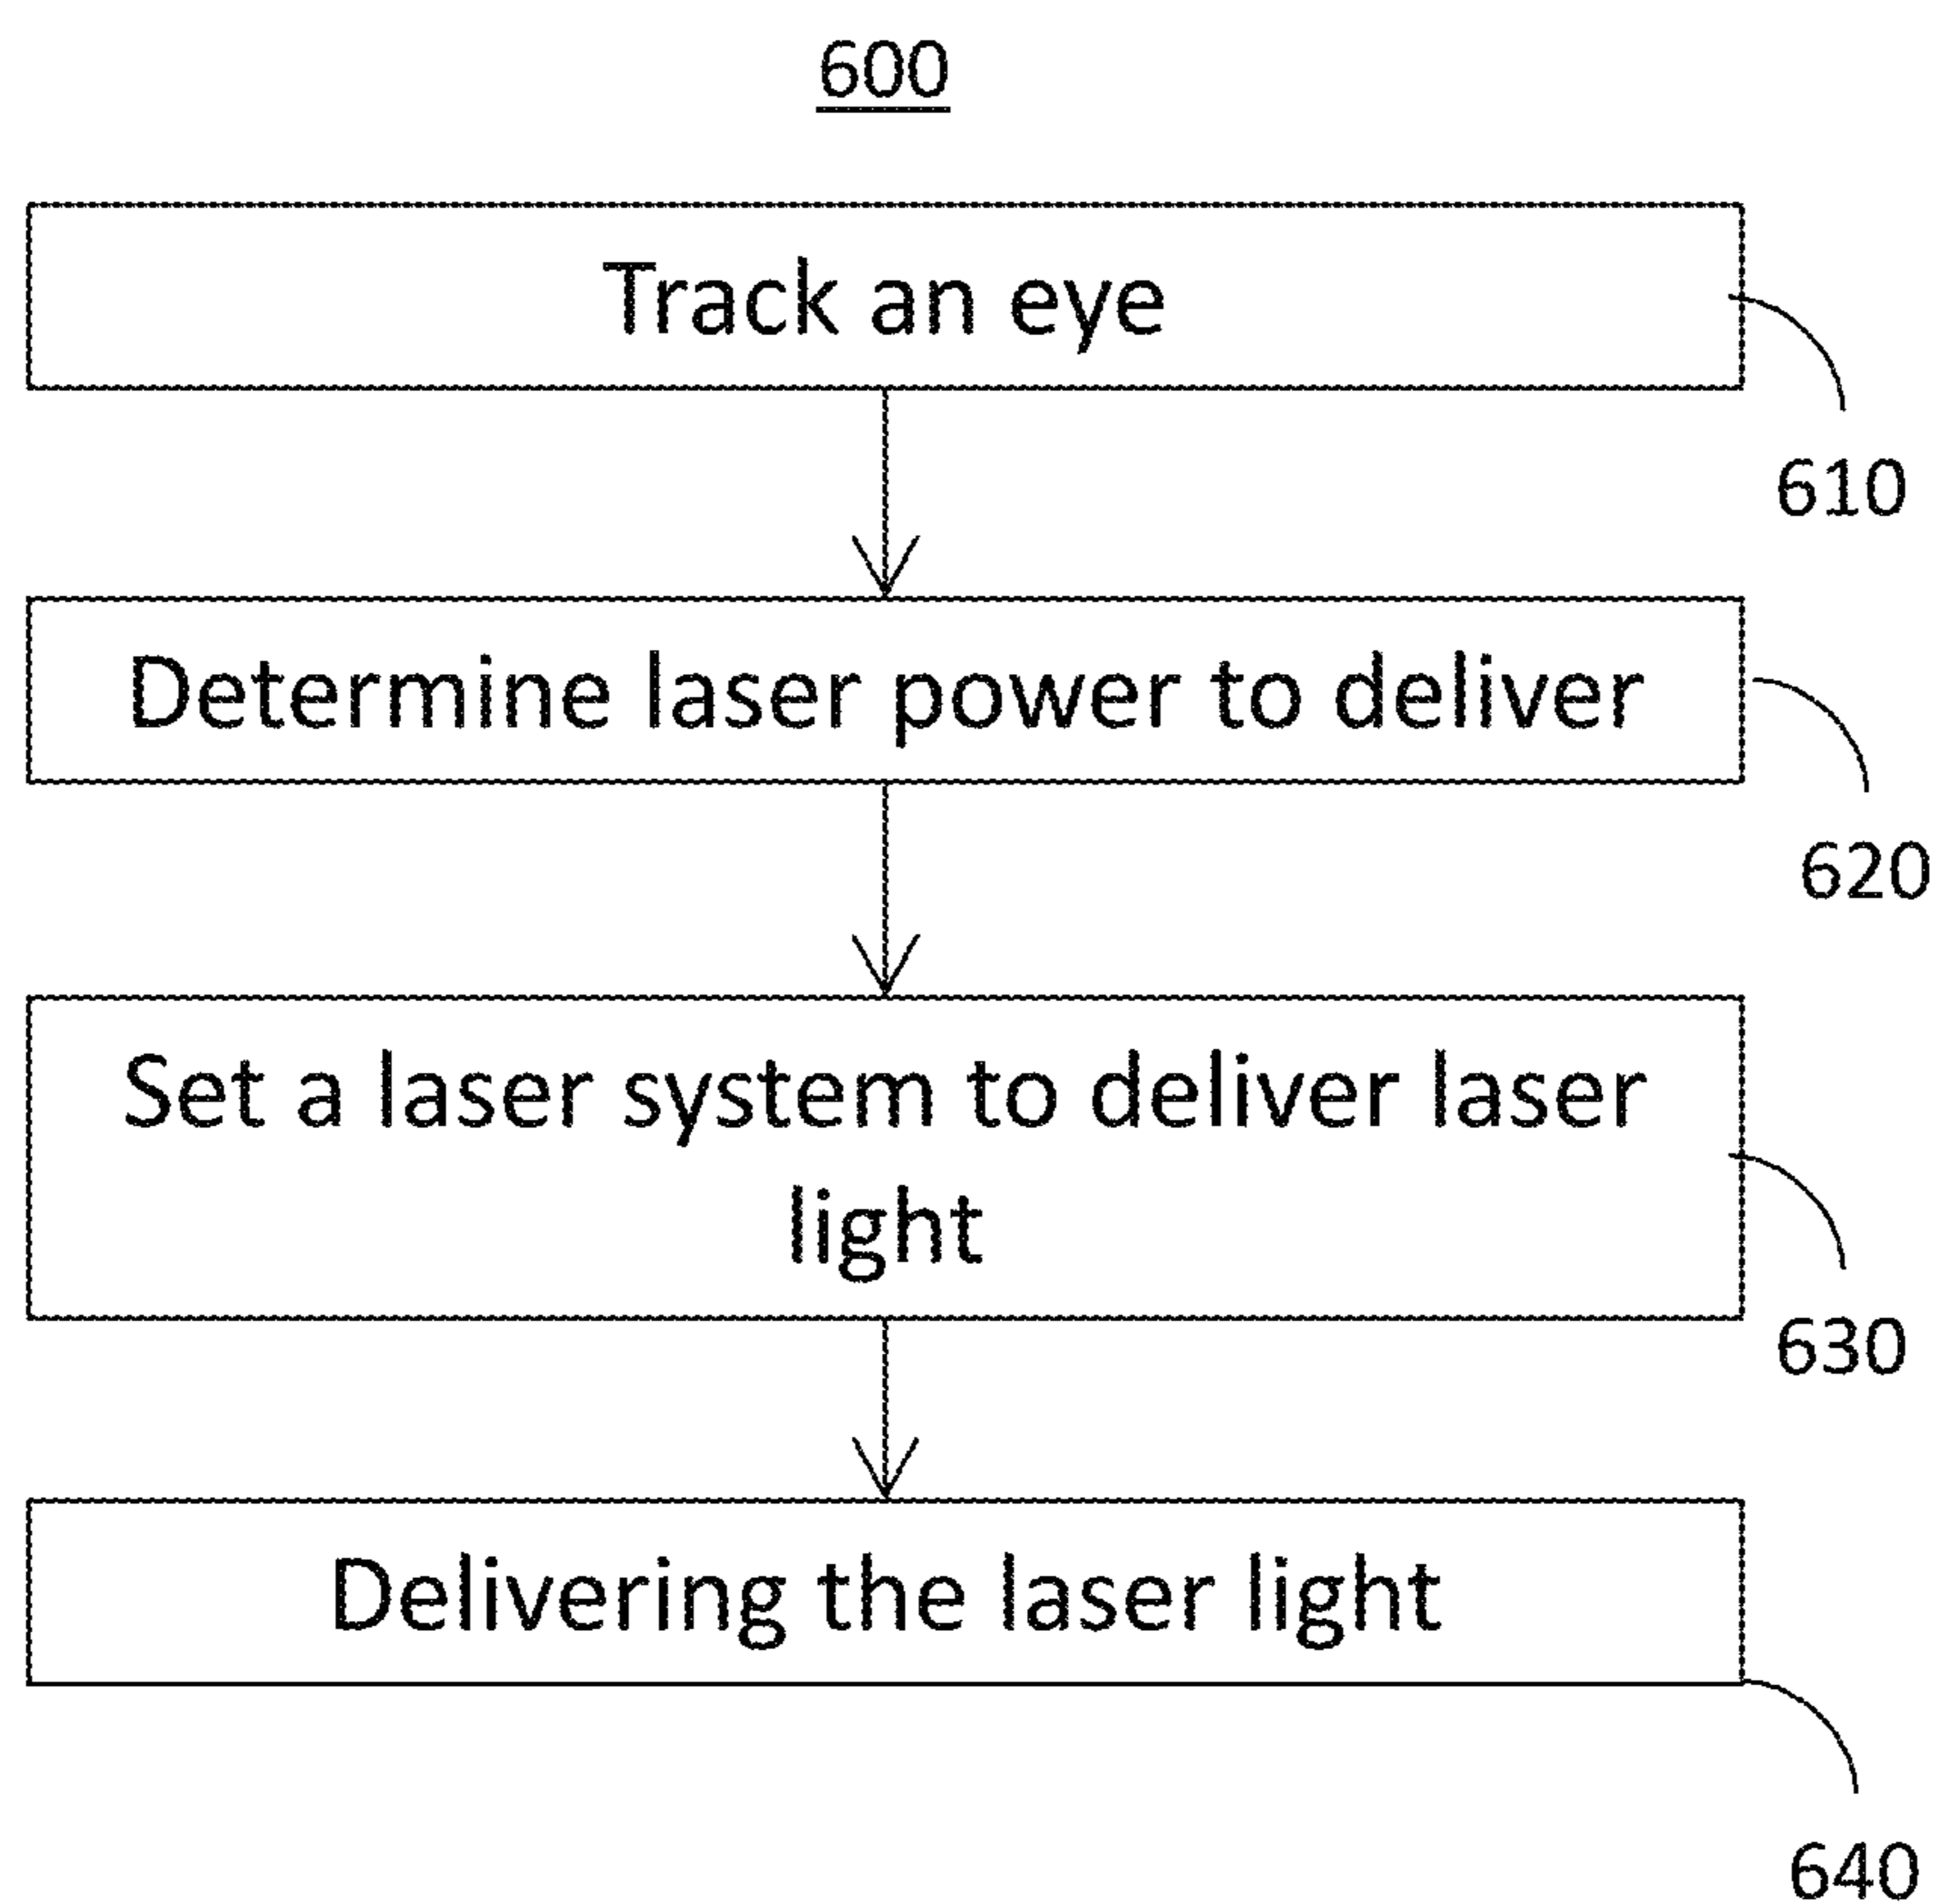 600
Track an eye
610
Determine laser power to deliver
620
Set a laser system to deliver laser
light
630
Delivering the laser light
640